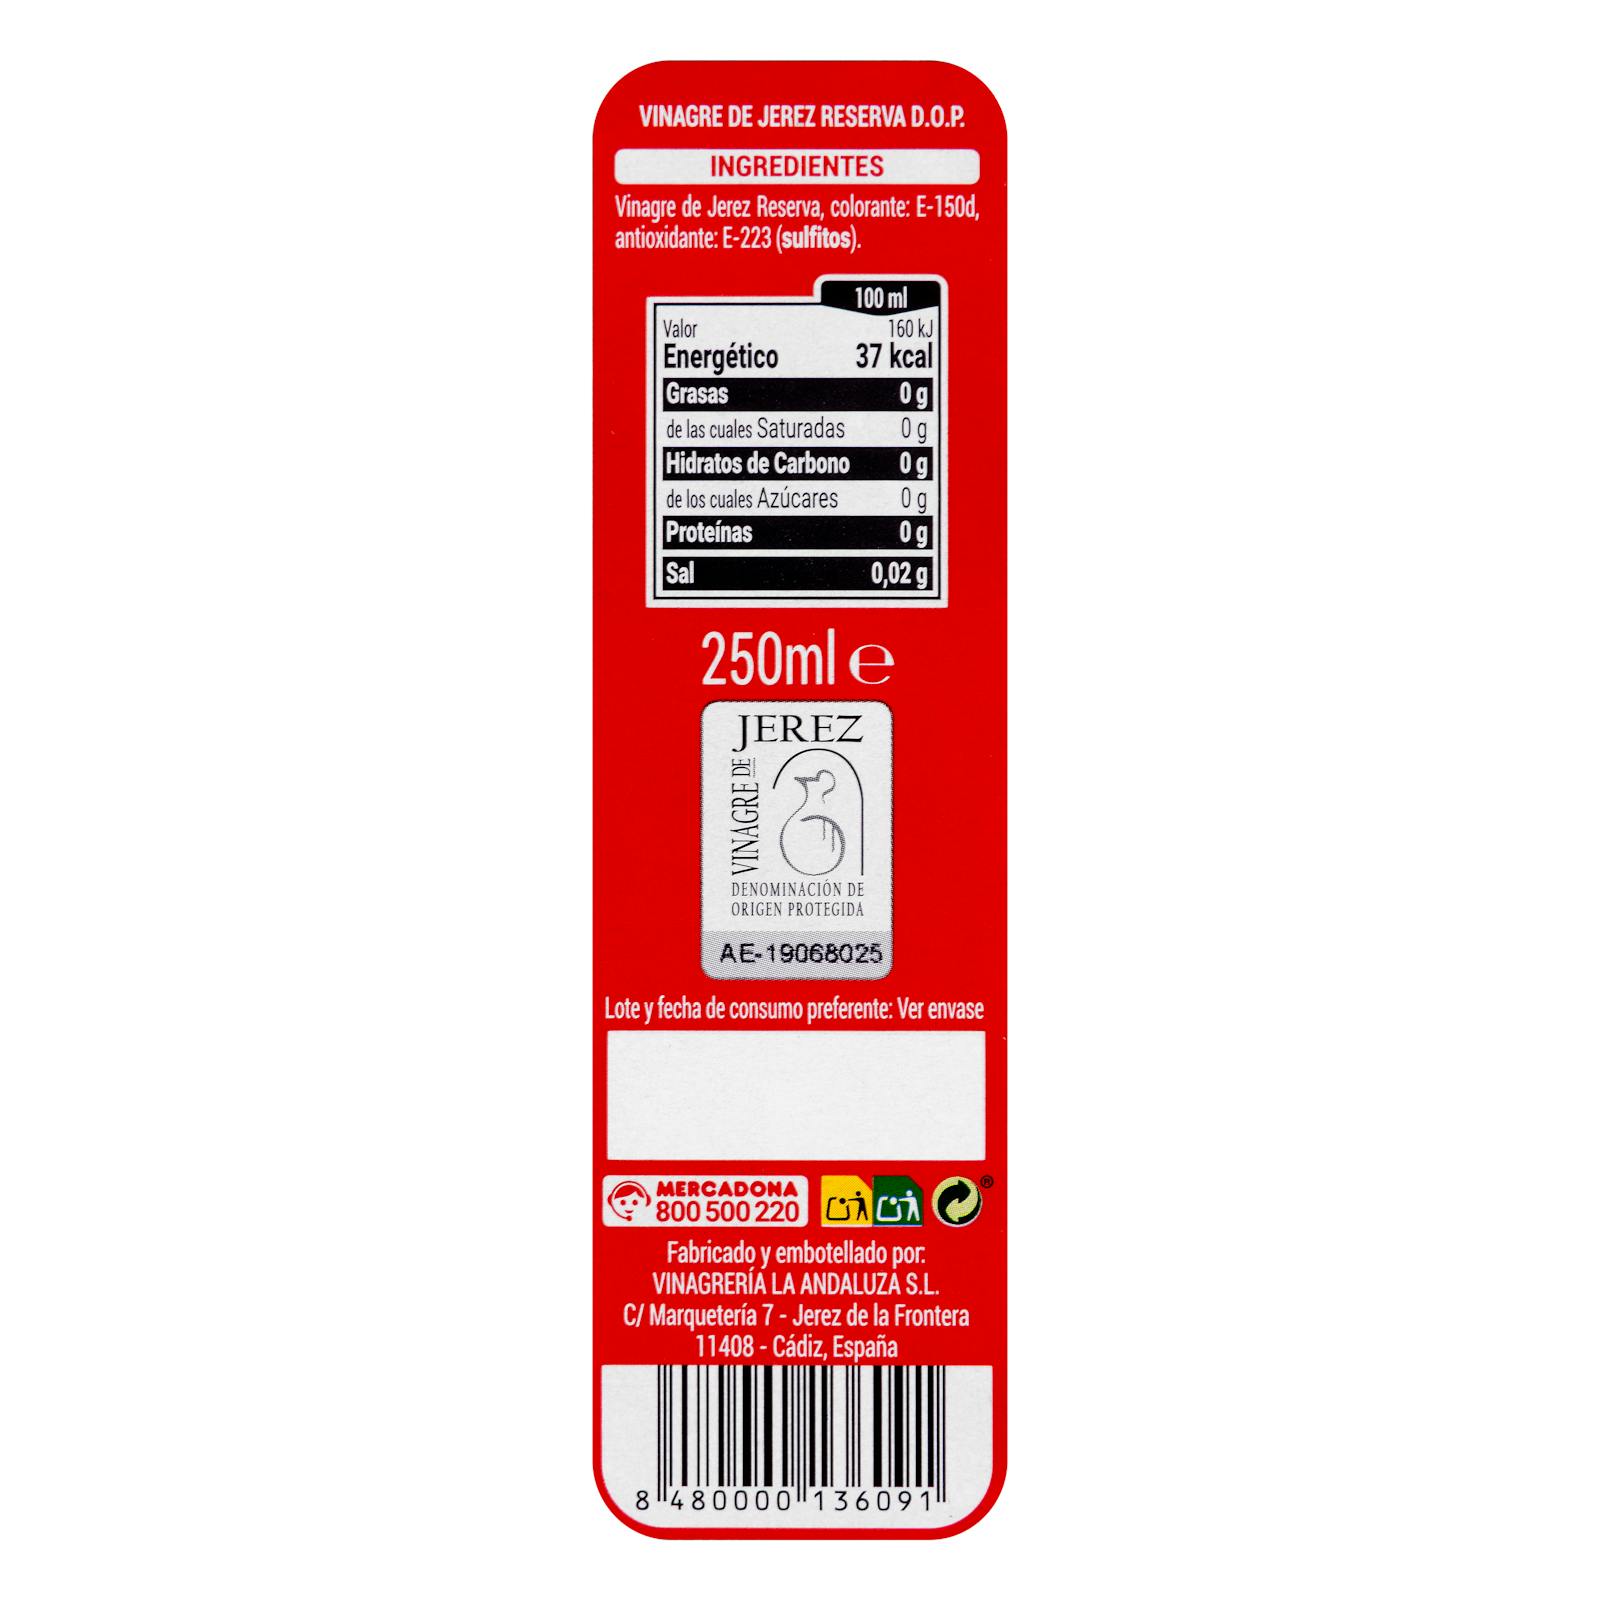 VINAGRE DE JEREZ RESERVA D.O.P.
INGREDIENTES
Vinagre de Jerez Reserva, colorante: E-150d,
antioxidante: E-223 (sulfitos).
100 ml
Valor 160 kJ
Energético 37 kcal
Grasas 0 g
de las cuales Saturadas 0 g
Hidratos de Carbono 0 g
de los cuales Azúcares 0 g
Proteínas 0 g
Sal 0,02 g
250ml e
JEREZ
VINAGRE DE
DENOMINACIÓN DE
ORIGEN PROTEGIDA
AE-19068025
Lote y fecha de consumo preferente: Ver envase
MERCADONA
800 500 220
®
Fabricado y embotellado por:
VINAGRERÍA LA ANDALUZA S.L.
C/ Marquetería 7 - Jerez de la Frontera
11408 - Cádiz, España
8 480000 136091